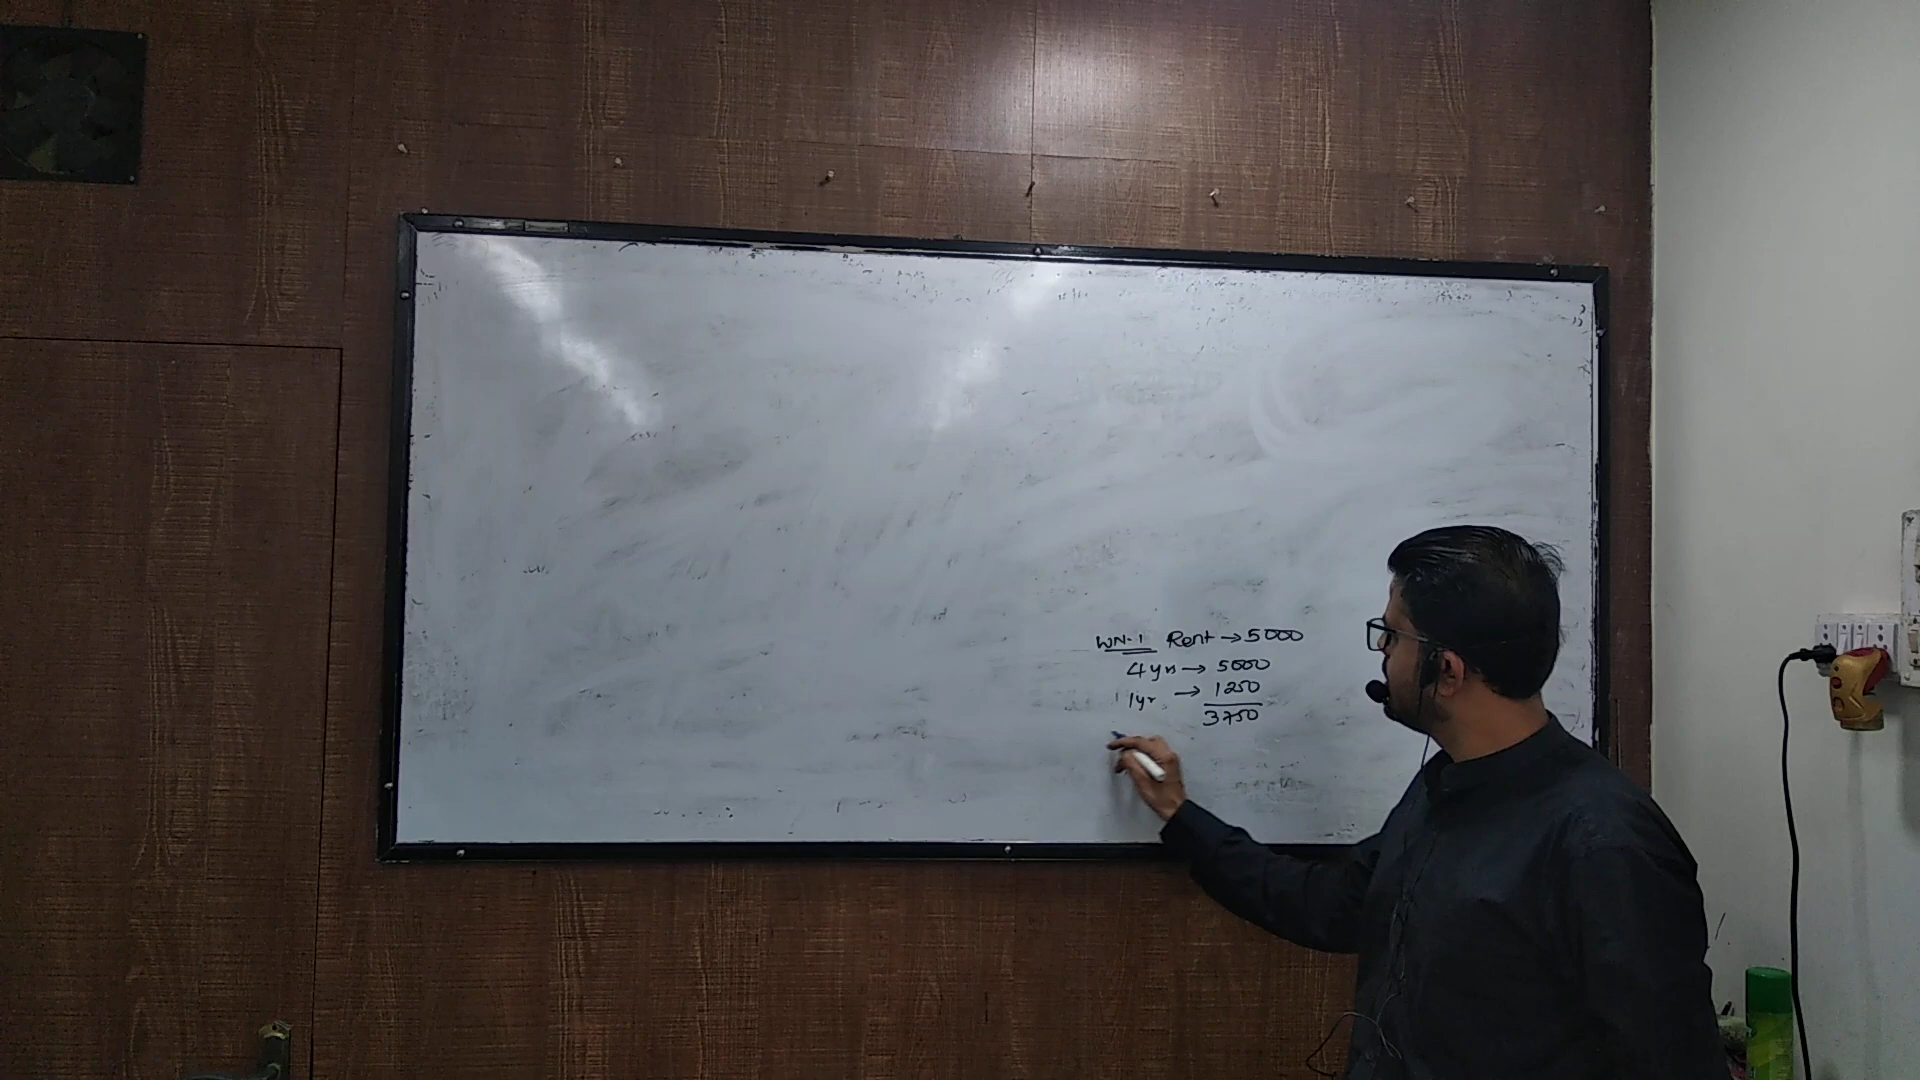 WN-1 Rent → 5000
4 yrs → 5000
1 yr → 1250
3750